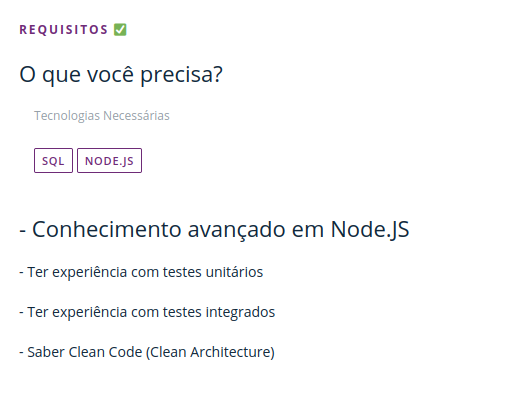 REQUISITOS ✅
O que você precisa?
Tecnologias Necessárias
SQL NODE.JS
- Conhecimento avançado em Node.JS
- Ter experiência com testes unitários
- Ter experiência com testes integrados
- Saber Clean Code (Clean Architecture)